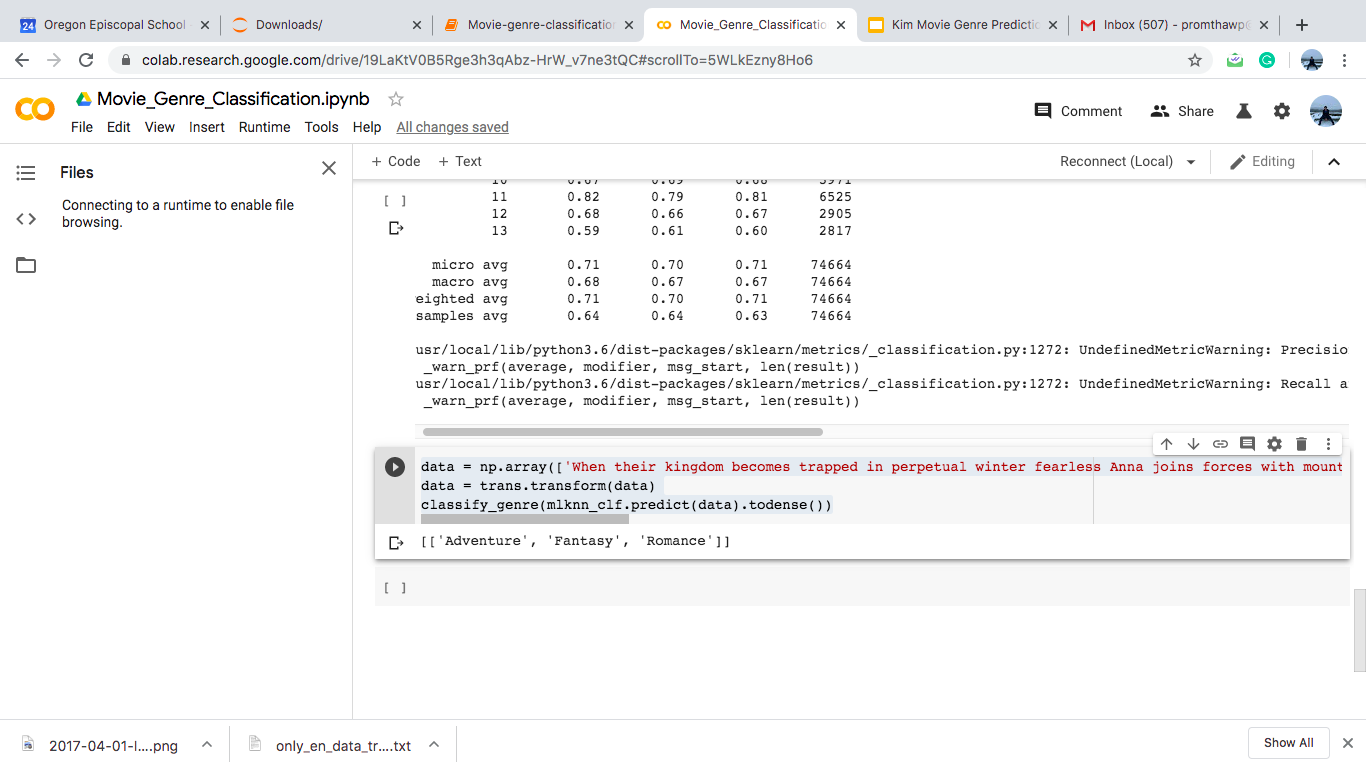 24 Oregon Episcopal School
Downloads/
Movie-genre-classification
Movie_Genre_Classificatio
Kim Movie Genre Predictio
Inbox (507) - promthawp@
colab.research.google.com/drive/19LaKtV0B5Rge3h3qAbz-HrW_v7ne3tQC#scrollTo=5WLkEzny8Ho6
Movie_Genre_Classification.ipynb
Comment
Share
File Edit View Insert Runtime Tools Help All changes saved
Files
+ Code + Text
Reconnect (Local)
Editing
Connecting to a runtime to enable file
browsing.
10 0.67 0.69 0.68 5971
[ ]
11 0.82 0.79 0.81 6525
12 0.68 0.66 0.67 2905
13 0.59 0.61 0.60 2817
micro avg 0.71 0.70 0.71 74664
macro avg 0.68 0.67 0.67 74664
eighted avg 0.71 0.70 0.71 74664
samples avg 0.64 0.64 0.63 74664
usr/local/lib/python3.6/dist-packages/sklearn/metrics/_classification.py:1272: UndefinedMetricWarning: Precisio
_warn_prf(average, modifier, msg_start, len(result))
usr/local/lib/python3.6/dist-packages/sklearn/metrics/_classification.py:1272: UndefinedMetricWarning: Recall a
_warn_prf(average, modifier, msg_start, len(result))
data = np.array(['When their kingdom becomes trapped in perpetual winter fearless Anna joins forces with mount
data = trans.transform(data)
classify_genre(mlknn_clf.predict(data).todense())
[['Adventure', 'Fantasy', 'Romance']]
[ ]
2017-04-01-l....png
only_en_data_tr....txt
Show All